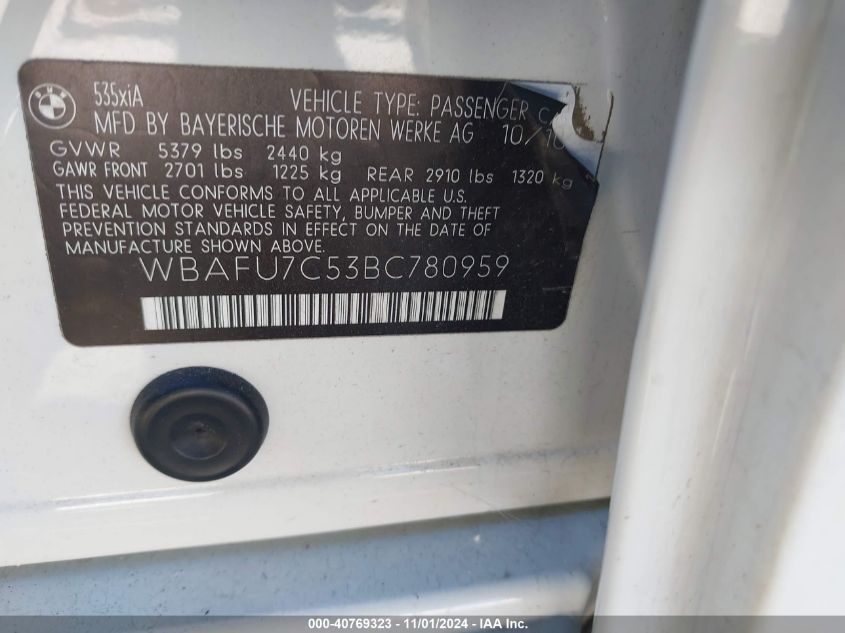 BMW
535xiA
VEHICLE TYPE: PASSENGER
MFD BY BAYERISCHE MOTOREN WERKE AG 10/10
GVWR 5379 lbs 2440 kg
GAWR FRONT 2701 lbs 1225 kg REAR 2910 lbs 1320 kg
THIS VEHICLE CONFORMS TO ALL APPLICABLE U.S.
FEDERAL MOTOR VEHICLE SAFETY, BUMPER AND THEFT
PREVENTION STANDARDS IN EFFECT ON THE DATE OF
MANUFACTURE SHOWN ABOVE.
WBAFU7C53BC780959
000-40769323 - 11/01/2024 - IAA Inc.